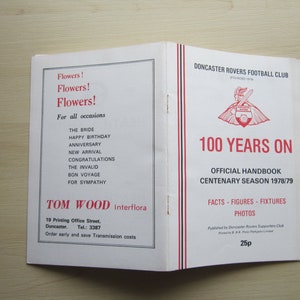 Flowers!
Flowers!
Flowers!
For all occasions
THE BRIDE
HAPPY BIRTHDAY
ANNIVERSARY
NEW ARRIVAL
CONGRATULATIONS
THE INVALID
BON VOYAGE
FOR SYMPATHY
TOM WOOD interflora
19 Printing Office Street,
Doncaster. Tel.: 3387
Order early and save Transmission costs
DONCASTER ROVERS FOOTBALL CLUB
100 YEARS ON
OFFICIAL HANDBOOK
CENTENARY SEASON 1978/79
FACTS - FIGURES - FIXTURES
PHOTOS
Published by Doncaster Rovers Supporters Club
25p